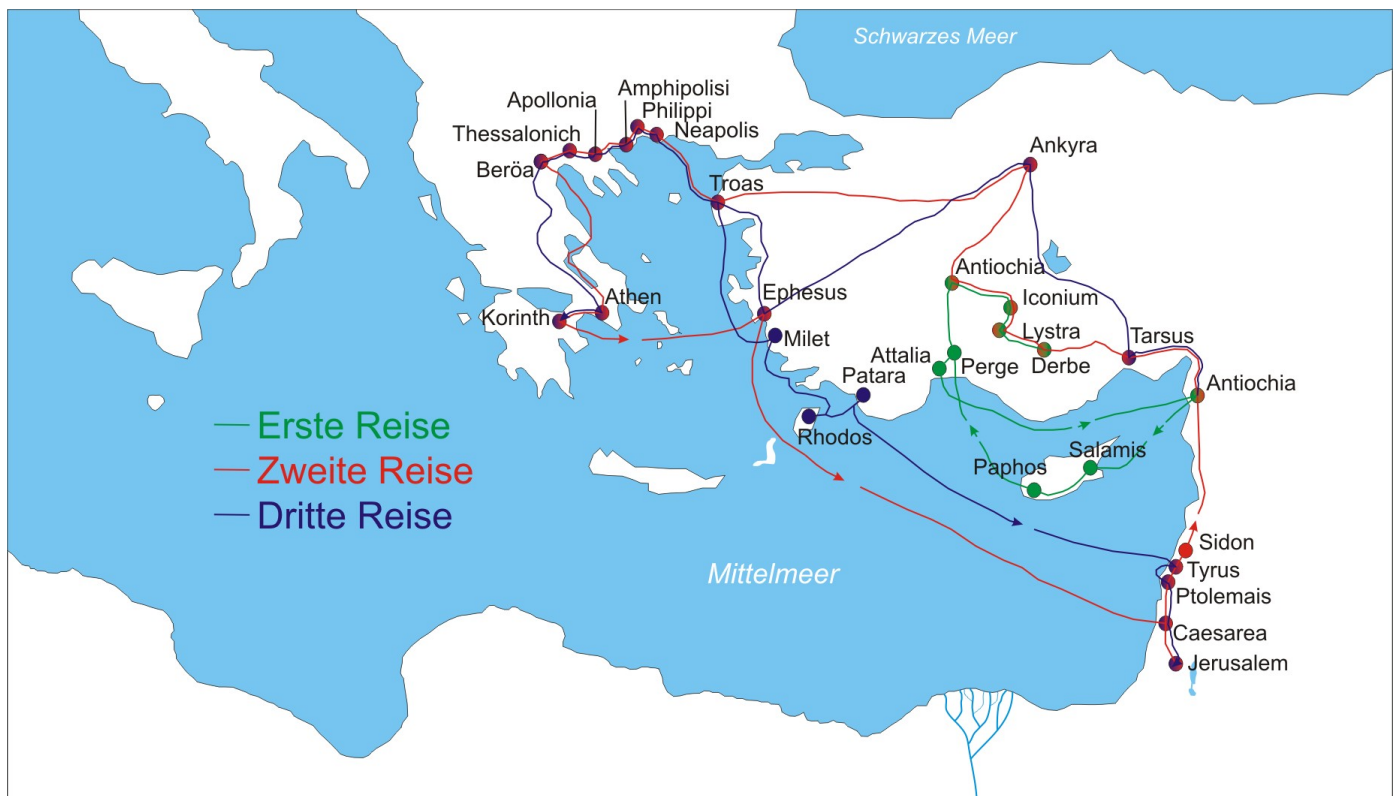 Schwarzes Meer
Amphipolisi
Apollonia
Philippi
Thessalonich
Neapolis
Beröa
Ankyra
Troas
Antiochia
Ephesus
Iconium
Athen
Korinth
Lystra
Milet
Tarsus
Attalia
Perge
Derbe
Patara
Antiochia
Rhodos
Salamis
Paphos
Erste Reise
Zweite Reise
Dritte Reise
Sidon
Mittelmeer
Tyrus
Ptolemais
Caesarea
Jerusalem